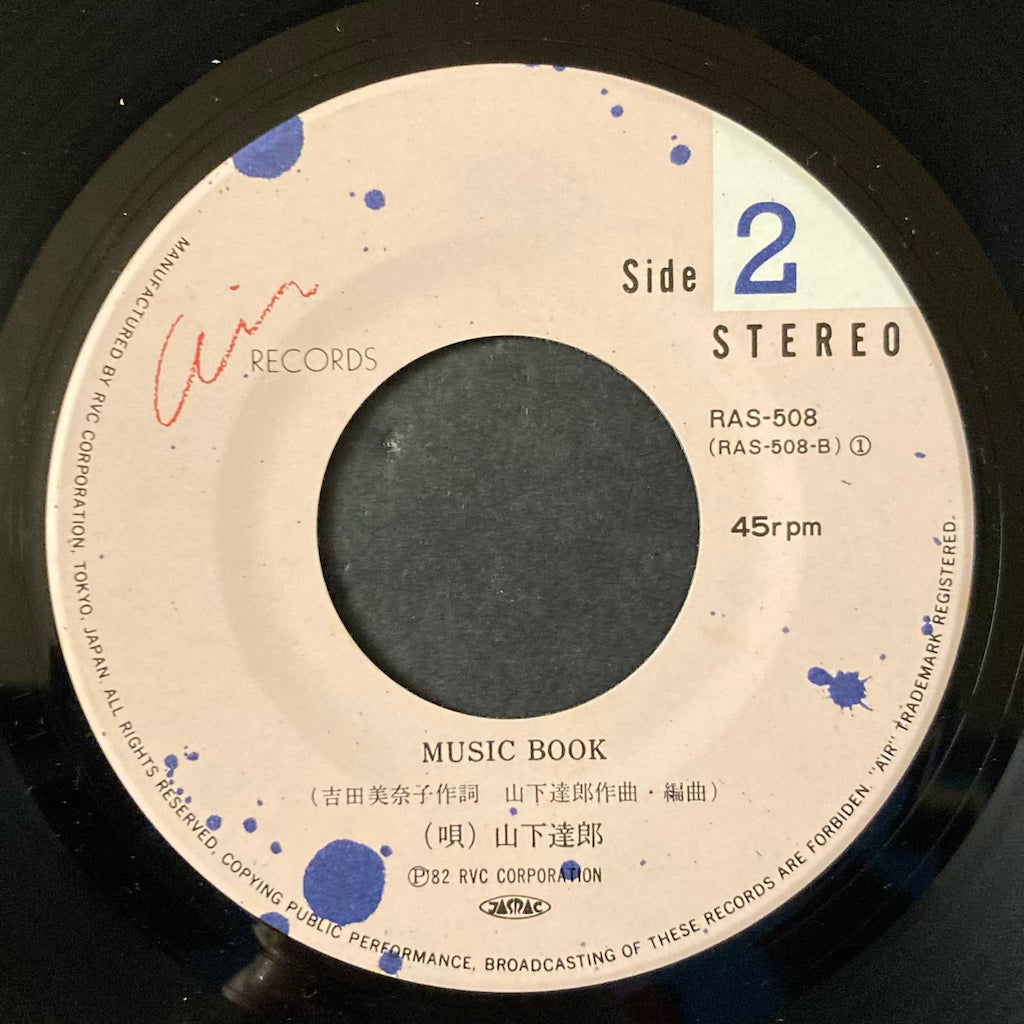 Air RECORDS
Side 2
STEREO
RAS-508
(RAS-508-B) ①
45rpm
MUSIC BOOK
(吉田美奈子作詞 山下達郎作曲・編曲)
(唄) 山下達郎
Ⓟ82 RVC CORPORATION
JASRAC
MANUFACTURED BY RVC CORPORATION, TOKYO, JAPAN. ALL RIGHTS RESERVED. COPYING PUBLIC PERFORMANCE, BROADCASTING OF THESE RECORDS ARE FORBIDDEN. "AIR" TRADEMARK REGISTERED.